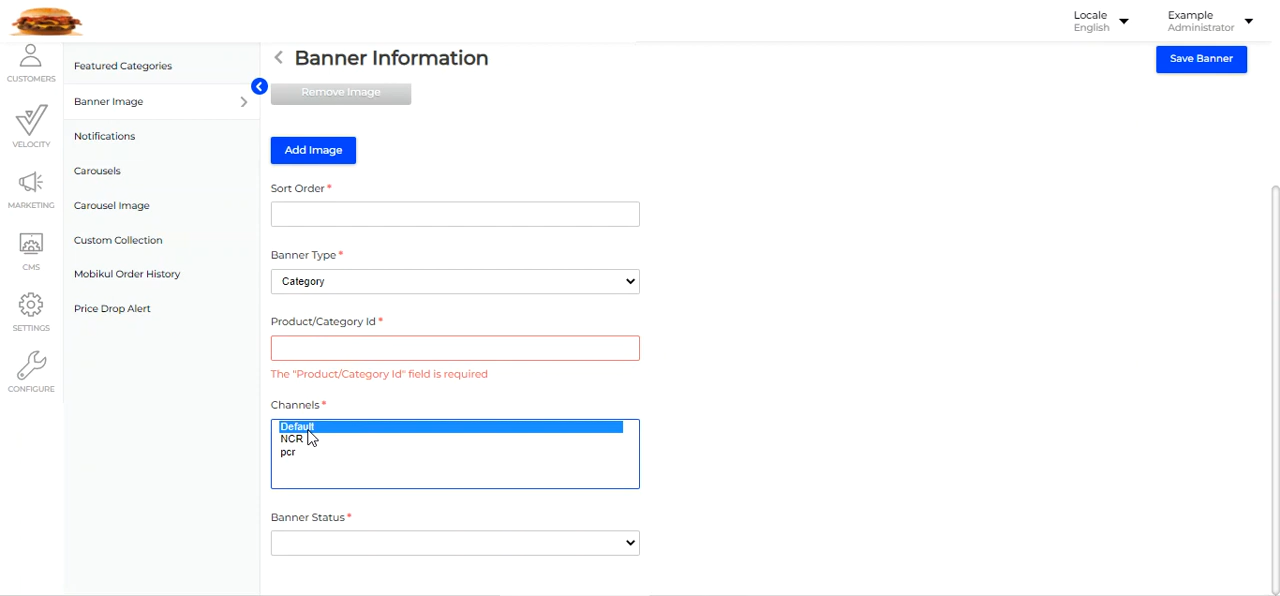 Locale
English
Example
Administrator
CUSTOMERS
VELOCITY
MARKETING
CMS
SETTINGS
CONFIGURE
Featured Categories
Banner Image
Notifications
Carousels
Carousel Image
Custom Collection
Mobikul Order History
Price Drop Alert
Banner Information
Save Banner
Remove Image
Add Image
Sort Order *
Banner Type *
Category
Product/Category Id *
The "Product/Category Id" field is required
Channels *
Default
NCR
pcr
Banner Status *